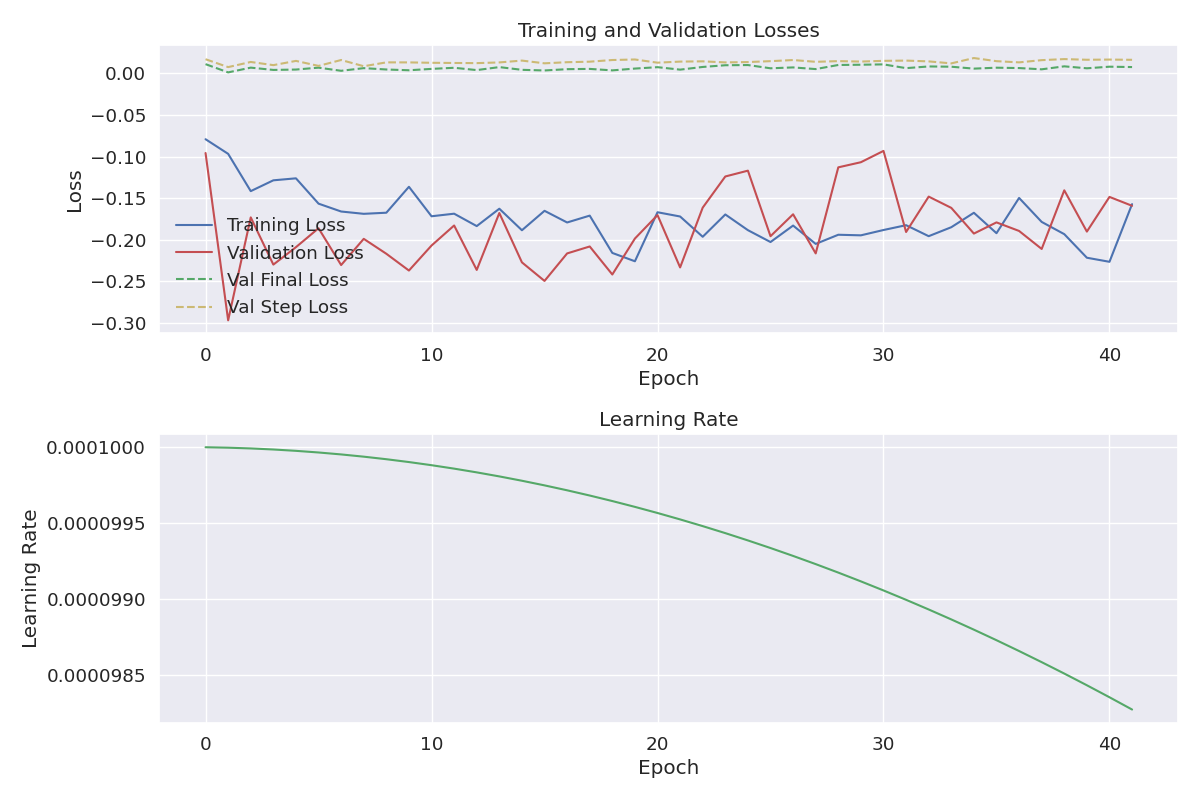 Training and Validation Losses
0.00
−0.05
−0.10
−0.15
−0.20
−0.25
−0.30
Loss
Training Loss
Validation Loss
Val Final Loss
Val Step Loss
0 10 20 30 40
Epoch
Learning Rate
0.0001000
0.0000995
0.0000990
0.0000985
Learning Rate
0 10 20 30 40
Epoch